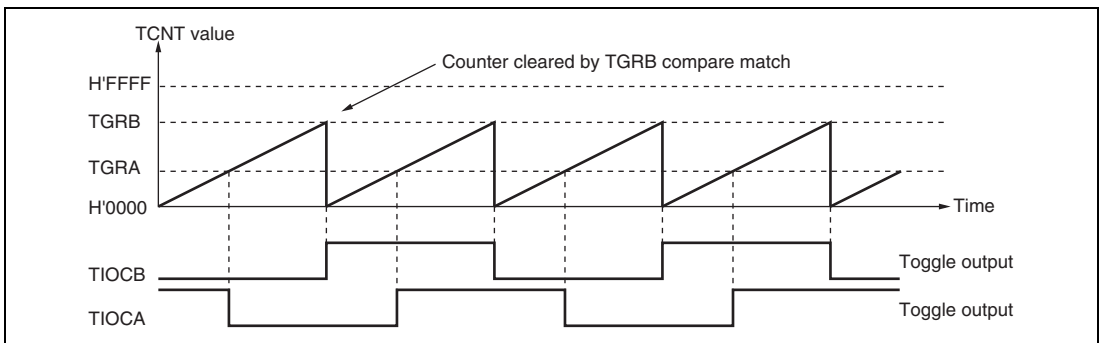 TCNT value
Counter cleared by TGRB compare match
H'FFFF
TGRB
TGRA
H'0000
Time
TIOCB
Toggle output
TIOCA
Toggle output